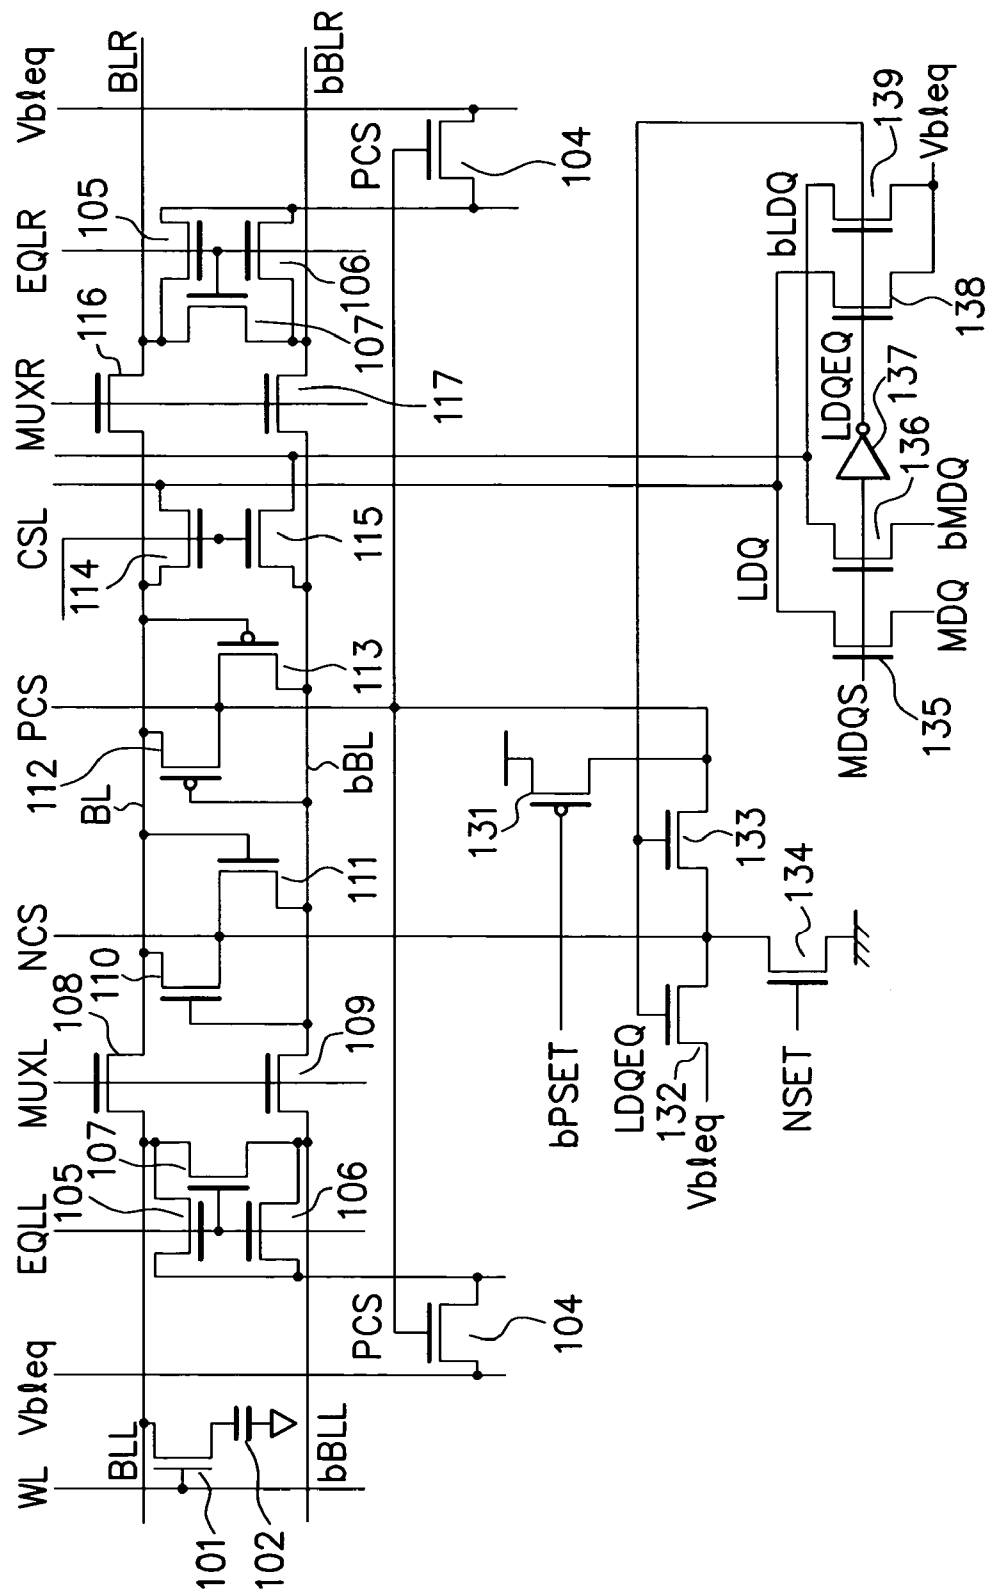 WL
Vbℓeq
EQLL
MUXL
NCS
PCS
CSL
MUXR
EQLR
Vbℓeq
BLL
105
107
108
110
BL
112
114
116
105
BLR
101
102
bBLL
106
109
111
bBL
113
115
117
107
106
bBLR
PCS
104
PCS
104
bPSET
131
LDQEQ
132
Vbℓeq
133
NSET
134
LDQ
bLDQ
LDQEQ
137
136
139
Vbℓeq
138
MDQS
135
MDQ
bMDQ